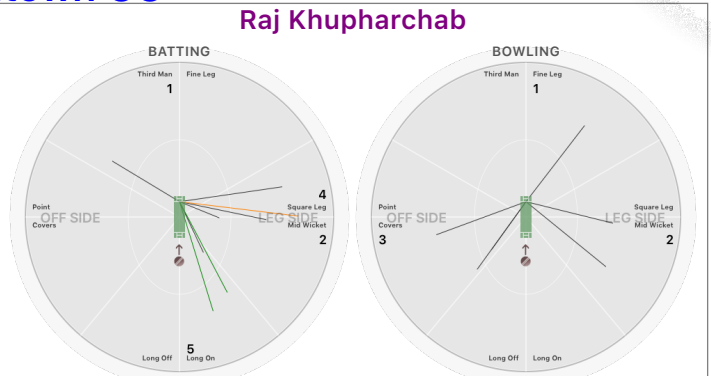 Raj Khupharchab
BATTING
Third Man Fine Leg
1
4
Point Square Leg
OFF SIDE LEG SIDE
Covers Mid Wicket
2
5
Long Off Long On
BOWLING
Third Man Fine Leg
1
Point Square Leg
OFF SIDE LEG SIDE
Covers Mid Wicket
3 2
Long Off Long On